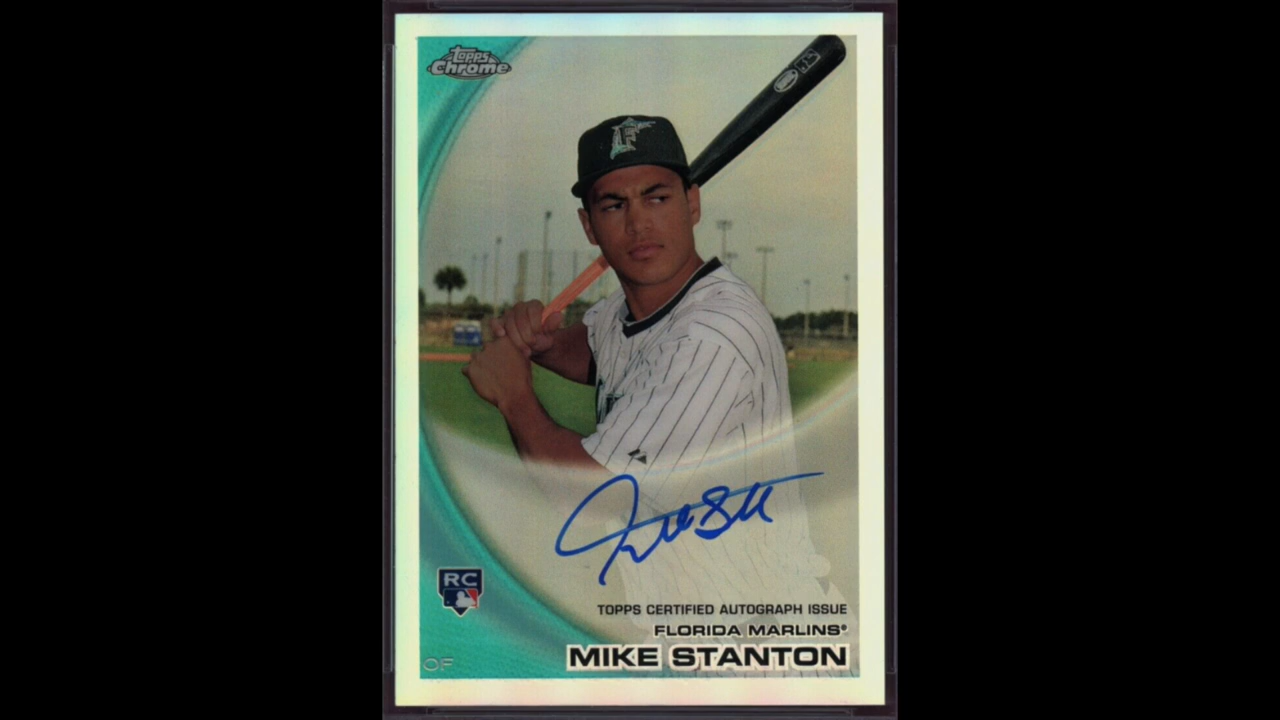 Topps
Chrome
F
RC
TOPPS CERTIFIED AUTOGRAPH ISSUE
FLORIDA MARLINS®
MIKE STANTON
OF